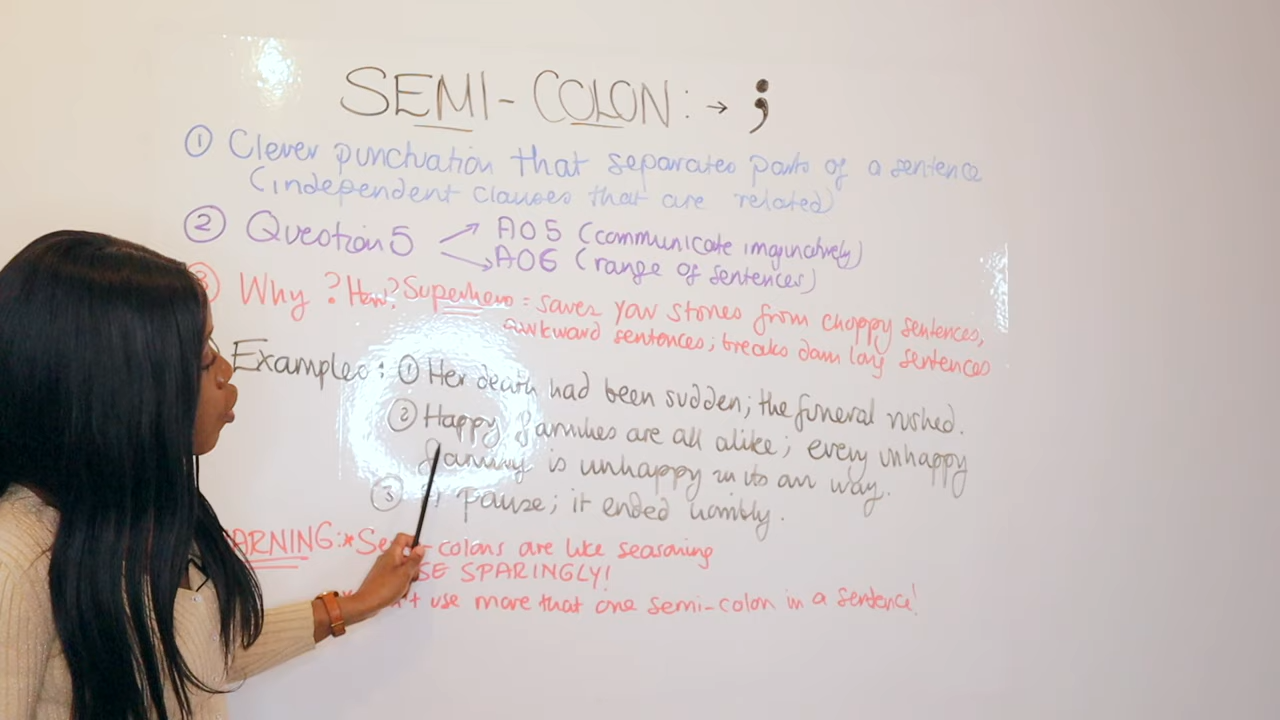 SEMI-COLON: → ;
① Clever punctuation that separates parts of a sentence
(independent clauses that are related)
② Question 5 AO5 (communicate imginatively)
AO6 (range of sentences)
③ Why? How? Superhero = saves your stories from choppy sentences,
awkward sentences; breaks down long sentences
Examples: ① Her death had been sudden; the funeral rushed.
② Happy families are all alike; every unhappy
family is unhappy in its own way.
③ pause; it ended horribly.
WARNING: * Semi-colons are like seasoning
USE SPARINGLY!
use more that one semi-colon in a sentence!